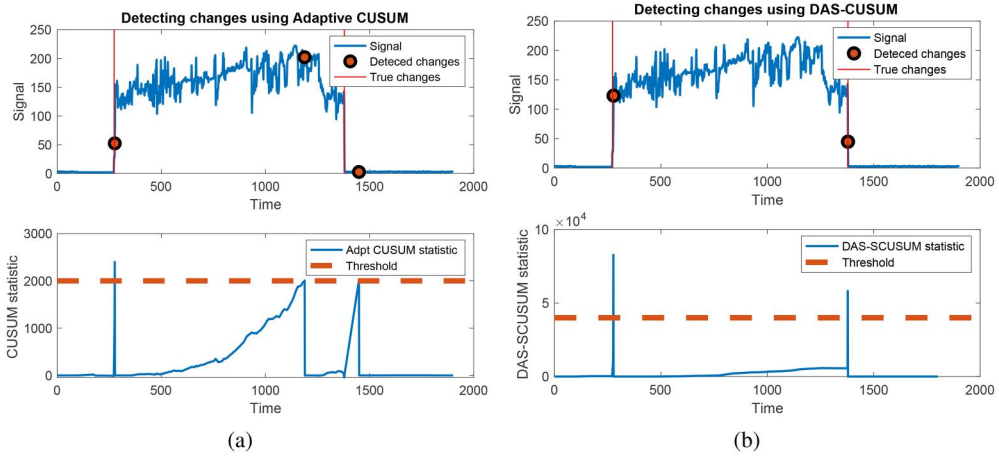 Detecting changes using Adaptive CUSUM
250
200
150
100
50
0
Signal
0 500 1000 1500 2000
Time
Signal
Deteced changes
True changes
3000
2000
1000
0
CUSUM statistic
0 500 1000 1500 2000
Time
Adpt CUSUM statistic
Threshold
(a)
Detecting changes using DAS-CUSUM
250
200
150
100
50
0
Signal
0 500 1000 1500 2000
Time
Signal
Deteced changes
True changes
×10⁴
10
5
0
DAS-SCUSUM statistic
0 500 1000 1500 2000
Time
DAS-SCUSUM statistic
Threshold
(b)